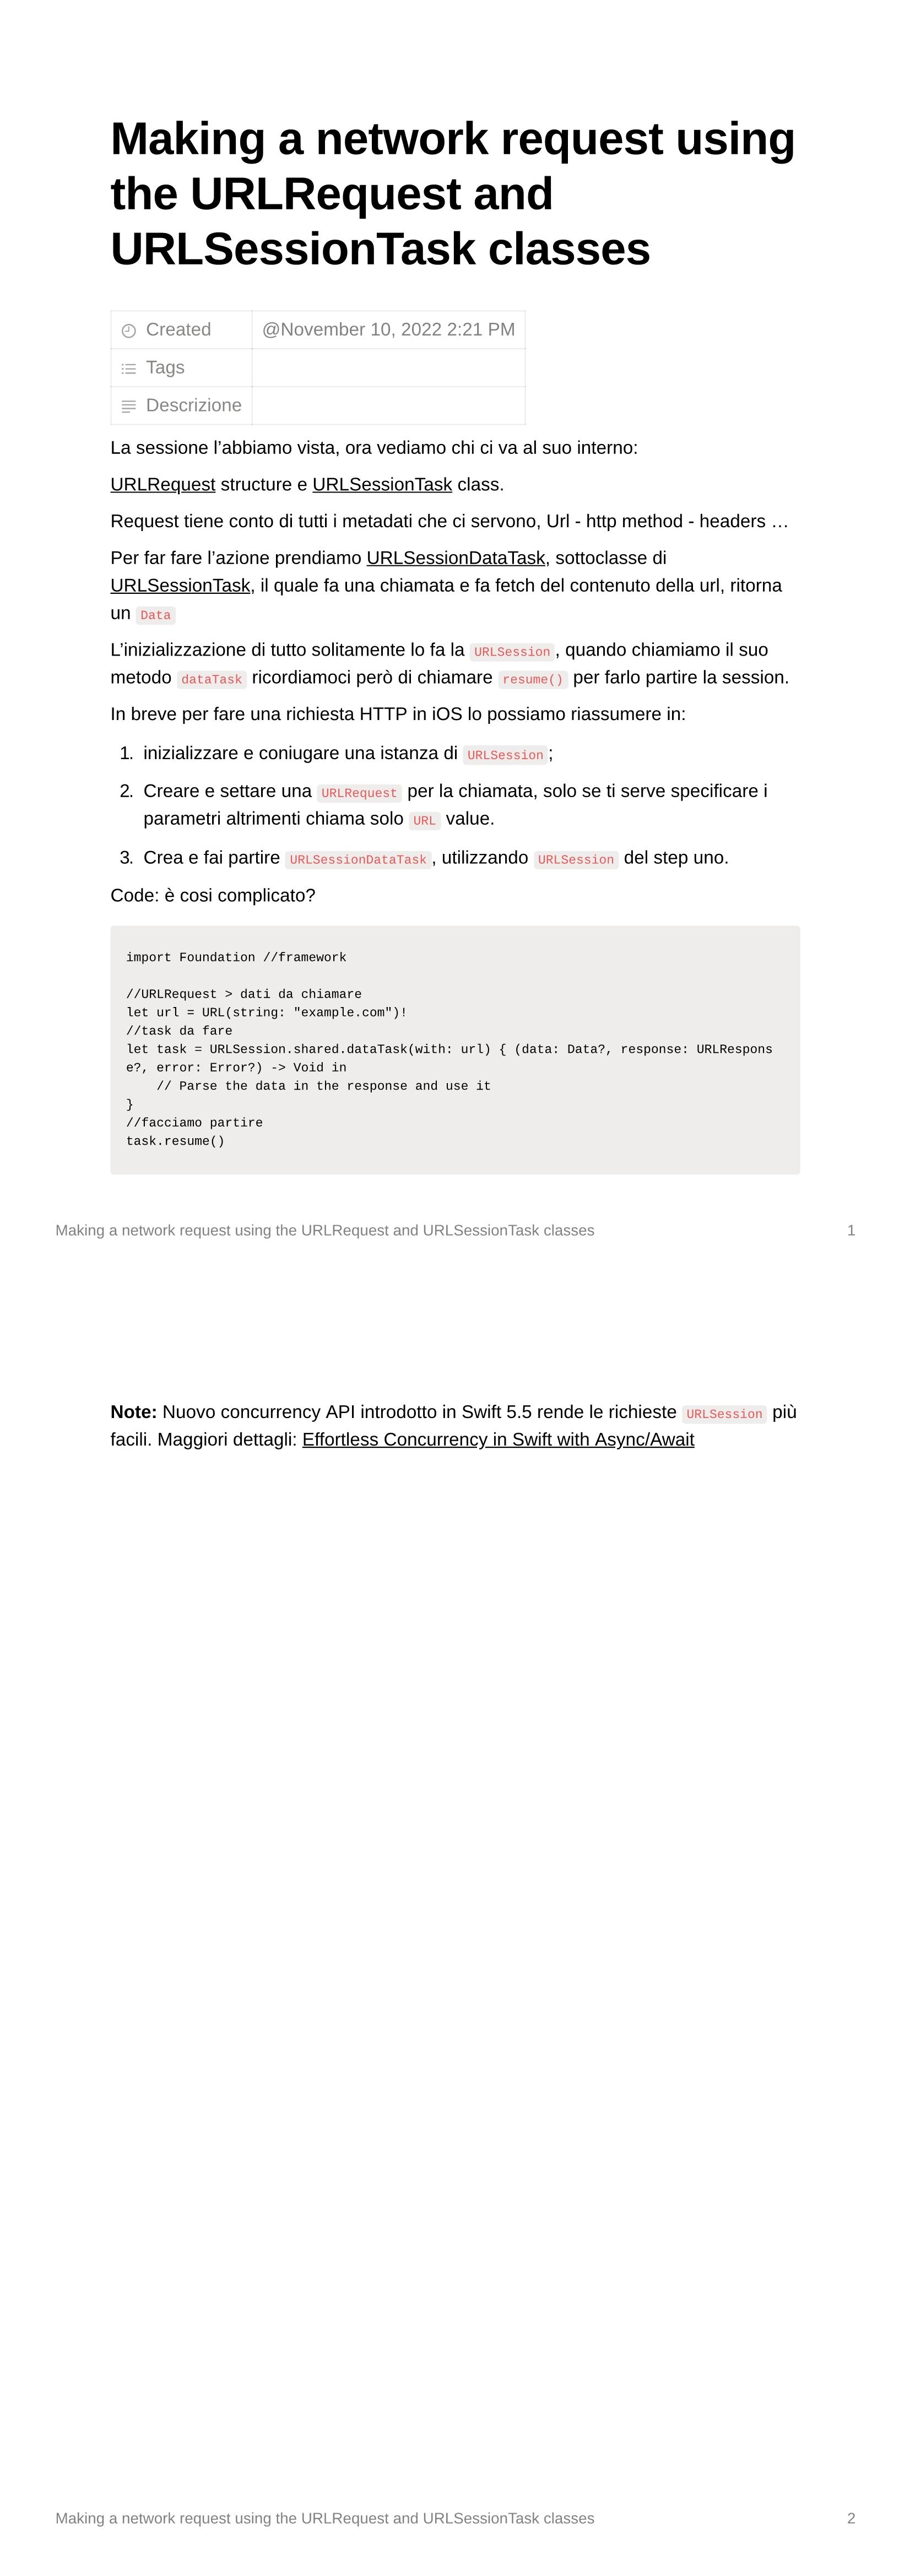 Making a network request using
the URLRequest and
URLSessionTask classes
Created @November 10, 2022 2:21 PM
Tags
Descrizione
La sessione l’abbiamo vista, ora vediamo chi ci va al suo interno:
URLRequest structure e URLSessionTask class.
Request tiene conto di tutti i metadati che ci servono, Url - http method - headers …
Per far fare l’azione prendiamo URLSessionDataTask, sottoclasse di
URLSessionTask, il quale fa una chiamata e fa fetch del contenuto della url, ritorna
un Data
L’inizializzazione di tutto solitamente lo fa la URLSession, quando chiamiamo il suo
metodo dataTask ricordiamoci però di chiamare resume() per farlo partire la session.
In breve per fare una richiesta HTTP in iOS lo possiamo riassumere in:
1. inizializzare e coniugare una istanza di URLSession;
2. Creare e settare una URLRequest per la chiamata, solo se ti serve specificare i
parametri altrimenti chiama solo URL value.
3. Crea e fai partire URLSessionDataTask, utilizzando URLSession del step uno.
Code: è cosi complicato?
import Foundation //framework
//URLRequest > dati da chiamare
let url = URL(string: "example.com")!
//task da fare
let task = URLSession.shared.dataTask(with: url) { (data: Data?, response: URLRespons
e?, error: Error?) -> Void in
    // Parse the data in the response and use it
}
//facciamo partire
task.resume()
Making a network request using the URLRequest and URLSessionTask classes 1
Note: Nuovo concurrency API introdotto in Swift 5.5 rende le richieste URLSession più
facili. Maggiori dettagli: Effortless Concurrency in Swift with Async/Await
Making a network request using the URLRequest and URLSessionTask classes 2